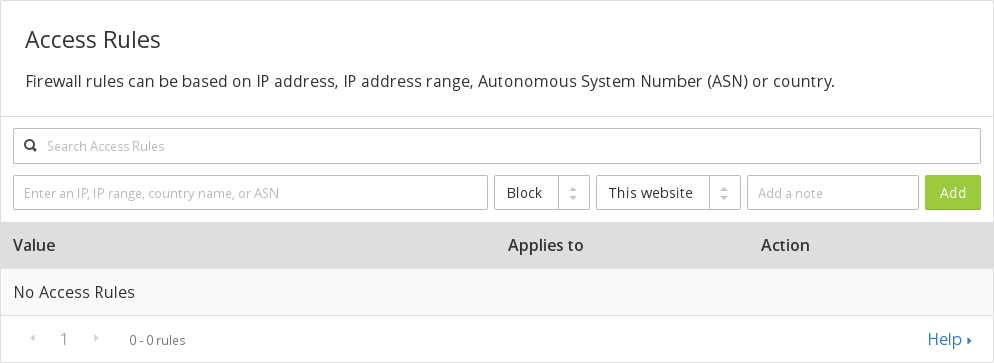 Access Rules
Firewall rules can be based on IP address, IP address range, Autonomous System Number (ASN) or country.
Search Access Rules
Enter an IP, IP range, country name, or ASN Block This website Add a note Add
Value Applies to Action
No Access Rules
1 0 - 0 rules Help